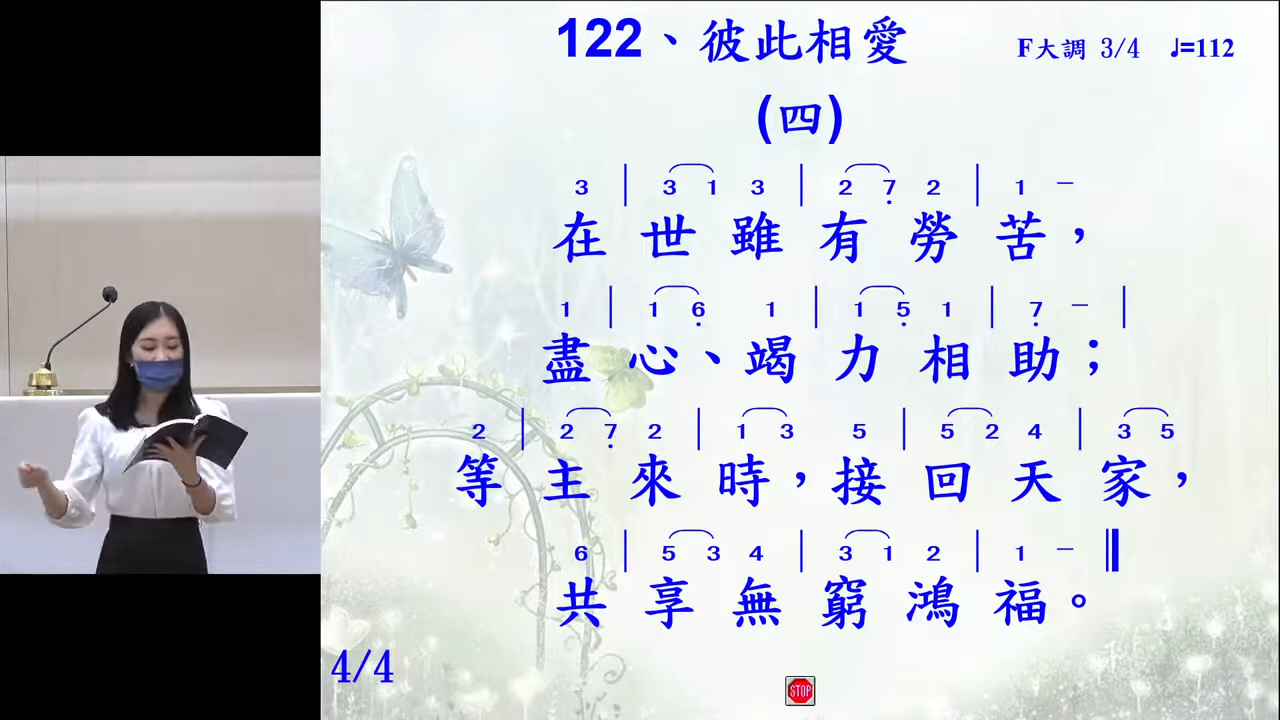 122、彼此相愛
F大調 3/4 ♩=112
(四)
3 | 3 1 3 | 2 7̣ 2 | 1 –
在世雖有勞苦，
1 | 1 6̣ 1 | 1 5̣ 1 | 7̣ – |
盡心、竭力相助；
2 | 2 7̣ 2 | 1 3 5 | 5 2 4 | 3 5
等主來時，接回天家，
6 | 5 3 4 | 3 1 2 | 1 – ‖
共享無窮鴻福。
4/4
STOP